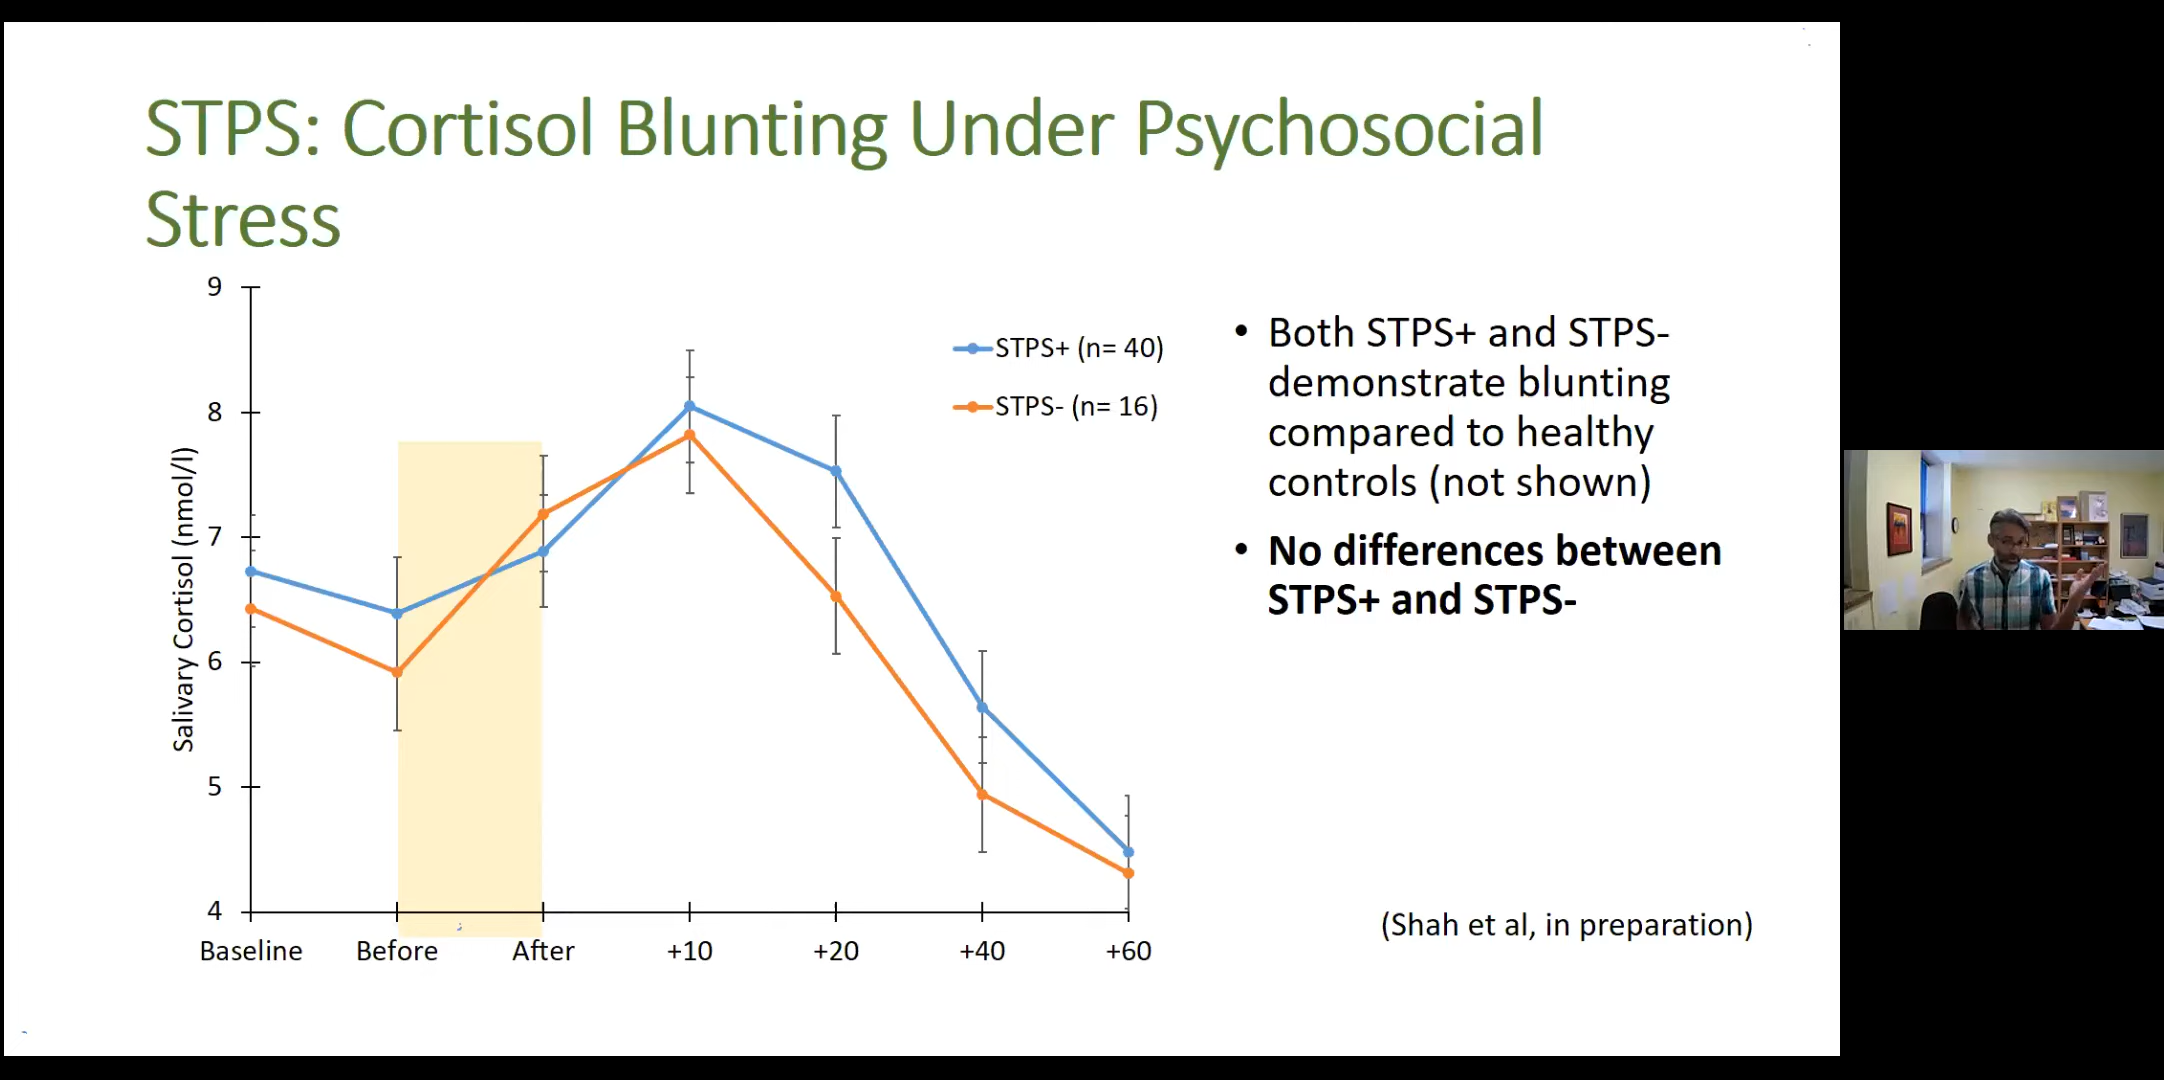 STPS: Cortisol Blunting Under Psychosocial
Stress
9
8
7
6
5
4
Salivary Cortisol (nmol/l)
Baseline
Before
After
+10
+20
+40
+60
STPS+ (n= 40)
STPS- (n= 16)
• Both STPS+ and STPS-
demonstrate blunting
compared to healthy
controls (not shown)
• No differences between
STPS+ and STPS-
(Shah et al, in preparation)